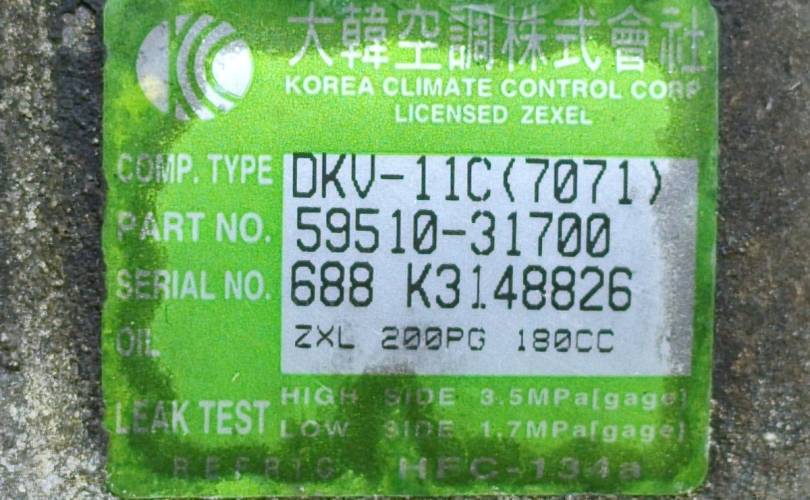 大韓空調株式會社
KOREA CLIMATE CONTROL CORP
LICENSED ZEXEL
COMP. TYPE DKV-11C(7071)
PART NO. 59510-31700
SERIAL NO. 688 K3148826
OIL ZXL 200PG 180CC
LEAK TEST HIGH SIDE 3.5MPa[gage]
LOW SIDE 1.7MPa[gage]
REFRIG HFC-134a